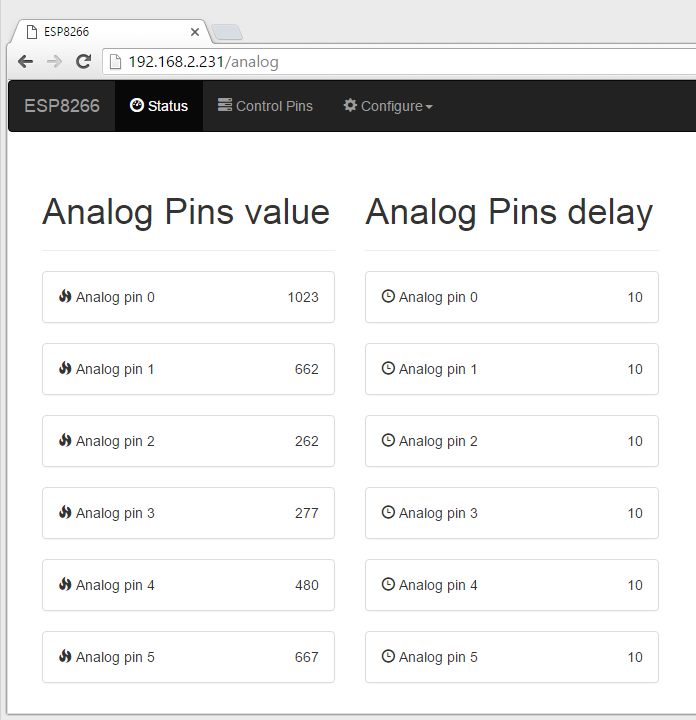 ESP8266
192.168.2.231/analog
ESP8266 Status Control Pins Configure
Analog Pins value
Analog pin 0 1023
Analog pin 1 662
Analog pin 2 262
Analog pin 3 277
Analog pin 4 480
Analog pin 5 667
Analog Pins delay
Analog pin 0 10
Analog pin 1 10
Analog pin 2 10
Analog pin 3 10
Analog pin 4 10
Analog pin 5 10